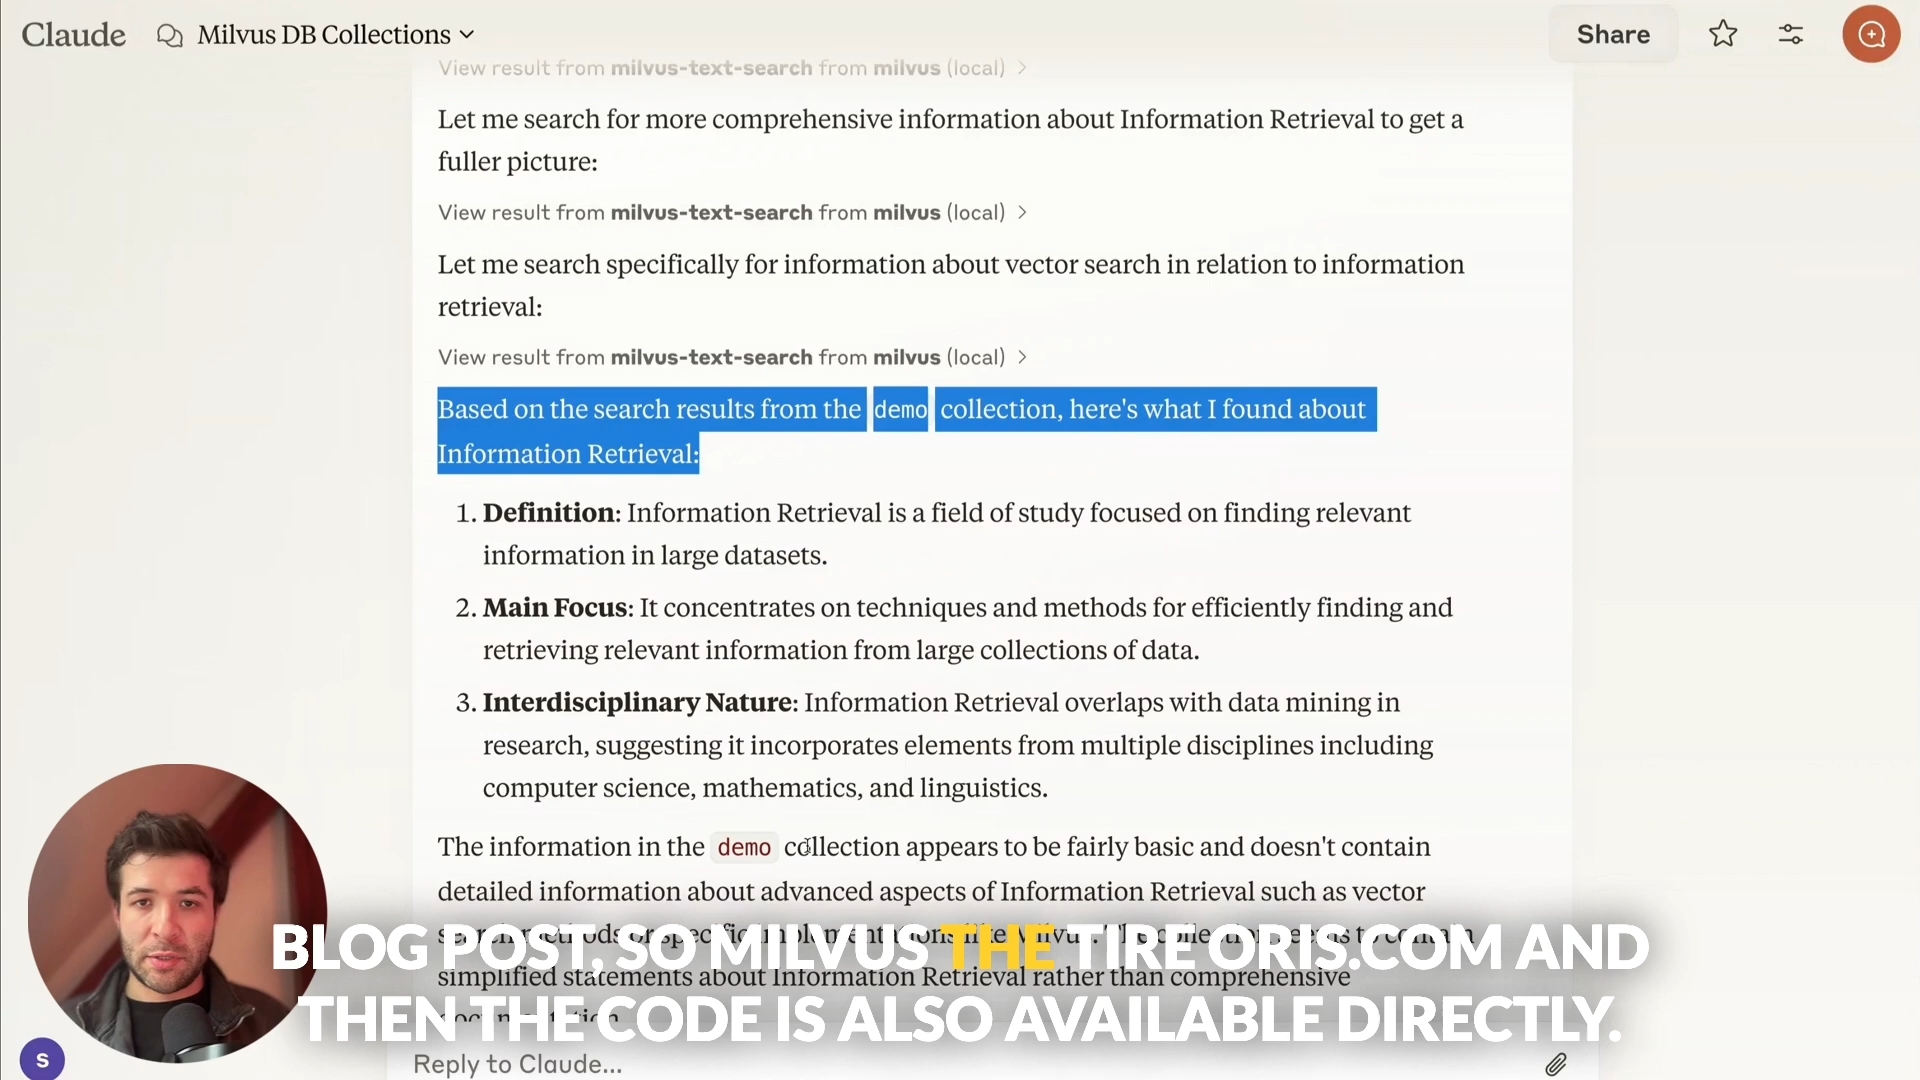 Claude
Milvus DB Collections
Share
View result from milvus-text-search from milvus (local)
Let me search for more comprehensive information about Information Retrieval to get a
fuller picture:
View result from milvus-text-search from milvus (local)
Let me search specifically for information about vector search in relation to information
retrieval:
View result from milvus-text-search from milvus (local)
Based on the search results from the demo collection, here's what I found about
Information Retrieval:
1. Definition: Information Retrieval is a field of study focused on finding relevant
information in large datasets.
2. Main Focus: It concentrates on techniques and methods for efficiently finding and
retrieving relevant information from large collections of data.
3. Interdisciplinary Nature: Information Retrieval overlaps with data mining in
research, suggesting it incorporates elements from multiple disciplines including
computer science, mathematics, and linguistics.
The information in the demo collection appears to be fairly basic and doesn't contain
detailed information about advanced aspects of Information Retrieval such as vector
BLOG POST, SO MILVUS THE TIRE ORIS.COM AND
simplified statements about Information Retrieval rather than comprehensive
THEN THE CODE IS ALSO AVAILABLE DIRECTLY.
S
Reply to Claude...